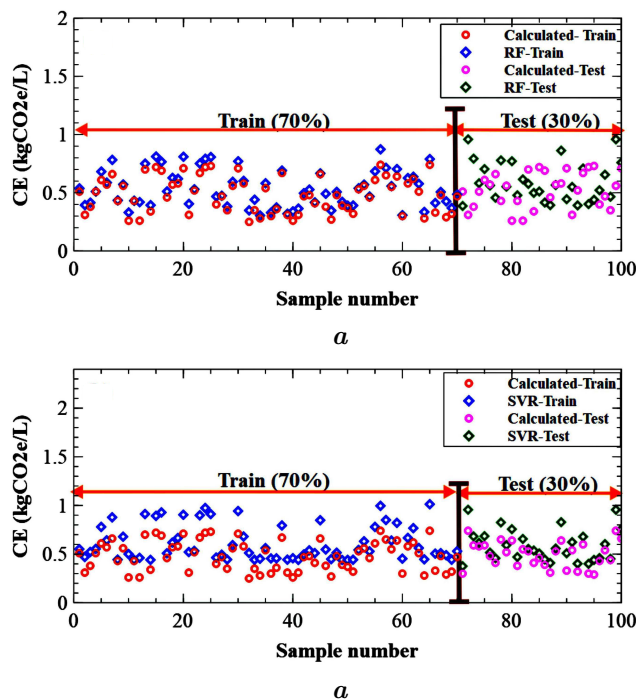 2
Calculated- Train
RF-Train
Calculated-Test
RF-Test
1.5
Train (70%)
Test (30%)
1
0.5
0
CE (kgCO2e/L)
0
20
40
60
80
100
Sample number
a
Calculated-Train
SVR-Train
Calculated-Test
SVR-Test
2
1.5
Train (70%)
Test (30%)
1
0.5
0
CE (kgCO2e/L)
0
20
40
60
80
100
Sample number
a